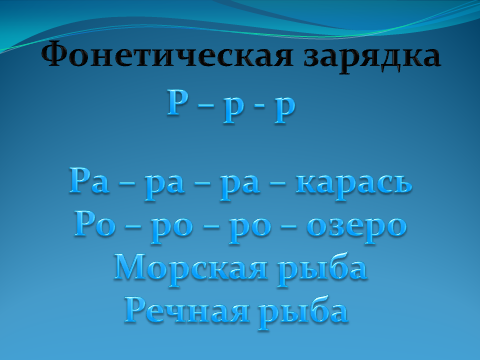 Фонетическая зарядка
Р – р - р
Ра – ра – ра – карась
Ро – ро – ро – озеро
Морская рыба
Речная рыба